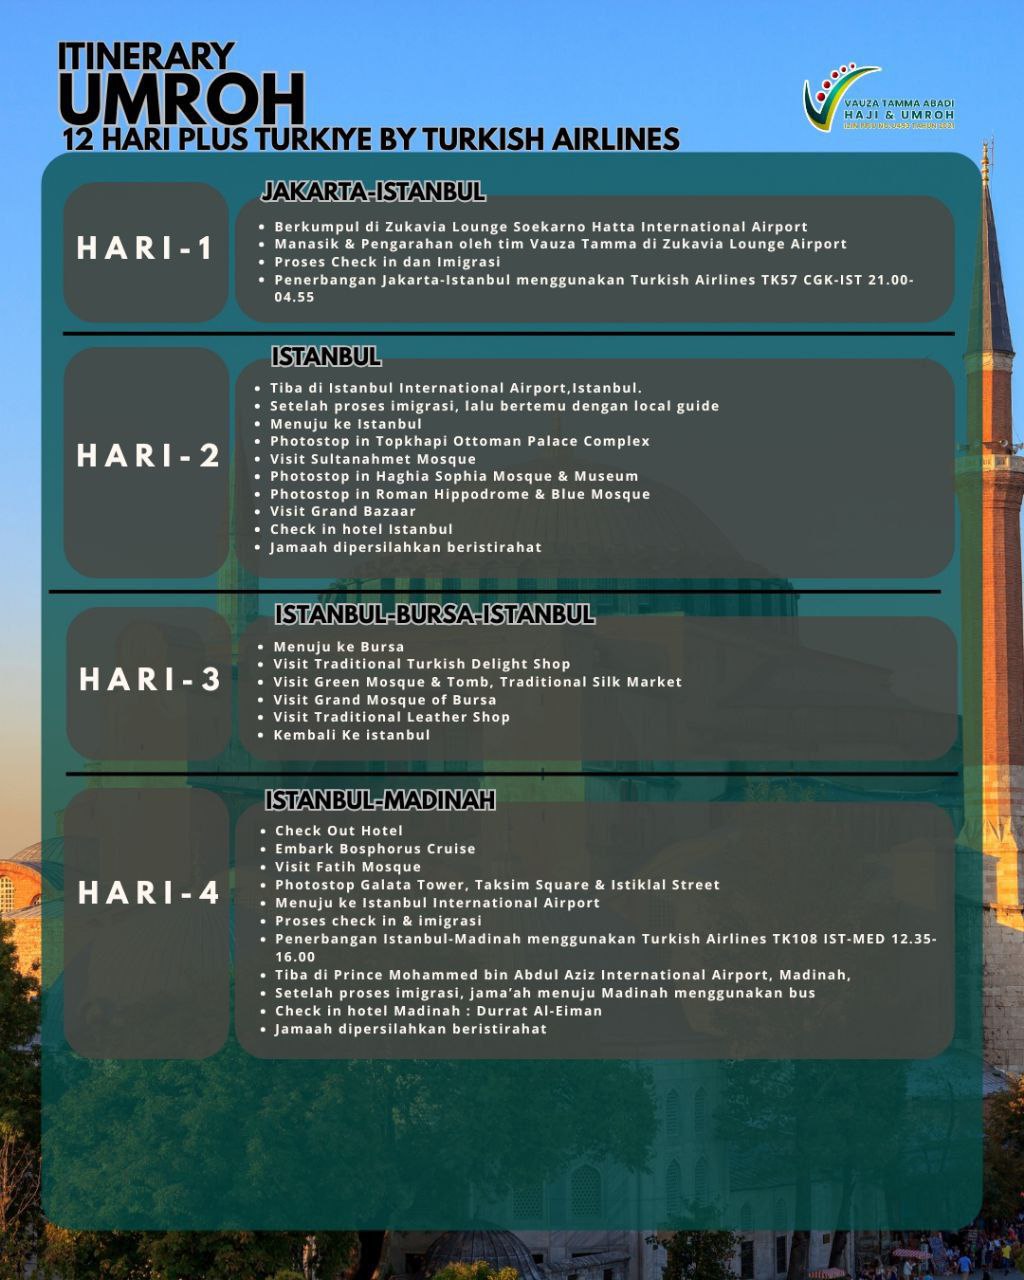 ITINERARY
UMROH
12 HARI PLUS TURKIYE BY TURKISH AIRLINES
VAUZA TAMMA ABADI
HAJI & UMROH
HARI-1
JAKARTA-ISTANBUL
• Berkumpul di Zukavia Lounge Soekarno Hatta International Airport
• Manasik & Pengarahan oleh tim Vauza Tamma di Zukavia Lounge Airport
• Proses Check in dan Imigrasi
• Penerbangan Jakarta-Istanbul menggunakan Turkish Airlines TK57 CGK-IST 21.00-
04.55
HARI-2
ISTANBUL
• Tiba di Istanbul International Airport,Istanbul.
• Setelah proses imigrasi, lalu bertemu dengan local guide
• Menuju ke Istanbul
• Photostop in Topkhapi Ottoman Palace Complex
• Visit Sultanahmet Mosque
• Photostop in Haghia Sophia Mosque & Museum
• Photostop in Roman Hippodrome & Blue Mosque
• Visit Grand Bazaar
• Check in hotel Istanbul
• Jamaah dipersilahkan beristirahat
HARI-3
ISTANBUL-BURSA-ISTANBUL
• Menuju ke Bursa
• Visit Traditional Turkish Delight Shop
• Visit Green Mosque & Tomb, Traditional Silk Market
• Visit Grand Mosque of Bursa
• Visit Traditional Leather Shop
• Kembali Ke istanbul
HARI-4
ISTANBUL-MADINAH
• Check Out Hotel
• Embark Bosphorus Cruise
• Visit Fatih Mosque
• Photostop Galata Tower, Taksim Square & Istiklal Street
• Menuju ke Istanbul International Airport
• Proses check in & imigrasi
• Penerbangan Istanbul-Madinah menggunakan Turkish Airlines TK108 IST-MED 12.35-
16.00
• Tiba di Prince Mohammed bin Abdul Aziz International Airport, Madinah,
• Setelah proses imigrasi, jama'ah menuju Madinah menggunakan bus
• Check in hotel Madinah : Durrat Al-Eiman
• Jamaah dipersilahkan beristirahat